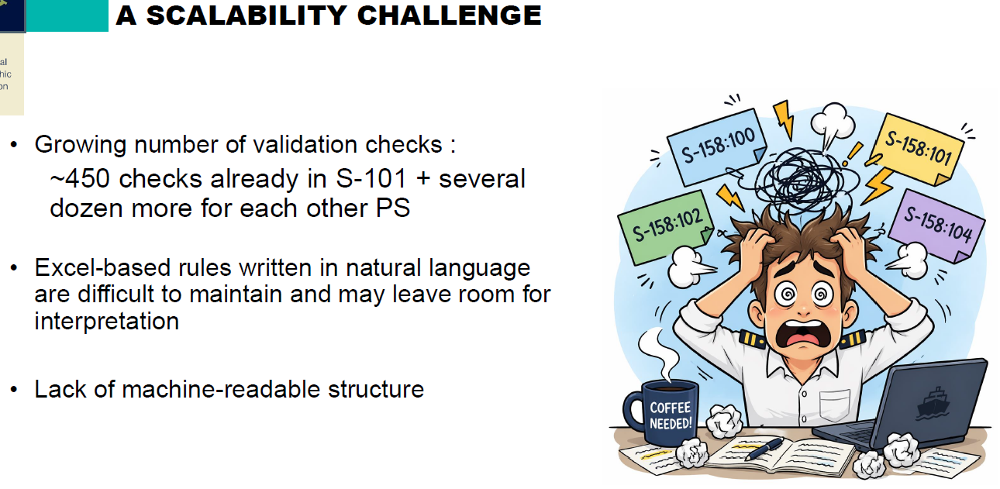 A SCALABILITY CHALLENGE
al
hic
on
• Growing number of validation checks :
~450 checks already in S-101 + several
dozen more for each other PS
• Excel-based rules written in natural language
are difficult to maintain and may leave room for
interpretation
• Lack of machine-readable structure
S-158:100
S-158:101
S-158:102
S-158:104
COFFEE
NEEDED!